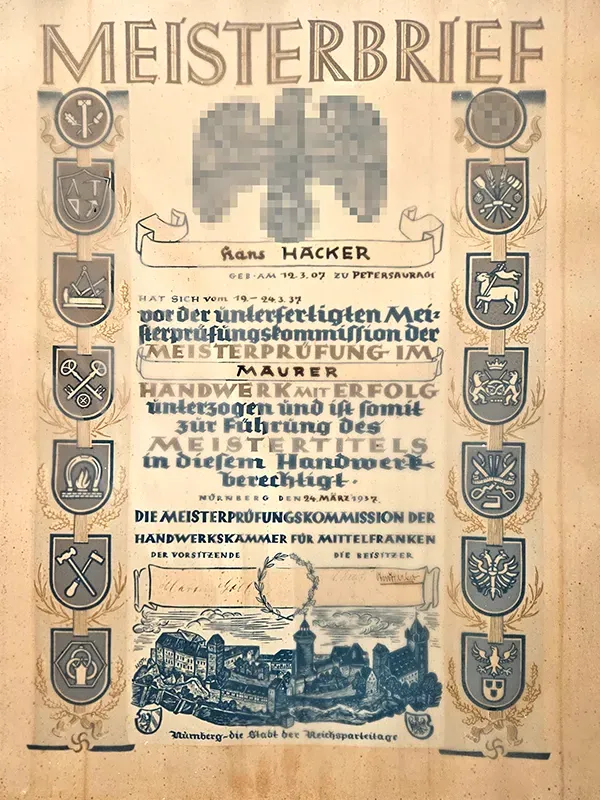 MEISTERBRIEF
Hans HÄCKER
GEB·AM 12.3.07 ZU PETERSAURACH
HAT SICH vom 19.-24.3.37
vor der unterfertigten Mei=
sterprüfungskommission der
MEISTERPRÜFUNG IM
MAURER
HANDWERK MIT ERFOLG
unterzogen und ist somit
zur Führung des
MEISTERTITELS
in diesem Handwerk
berechtigt·
NÜRNBERG DEN 24.MÄRZ 1937
DIE MEISTERPRÜFUNGSKOMMISSION DER
HANDWERKSKAMMER FÜR MITTELFRANKEN
DER VORSITZENDE DIE BEISITZER
Nürnberg-die Stadt der Reichsparteitage